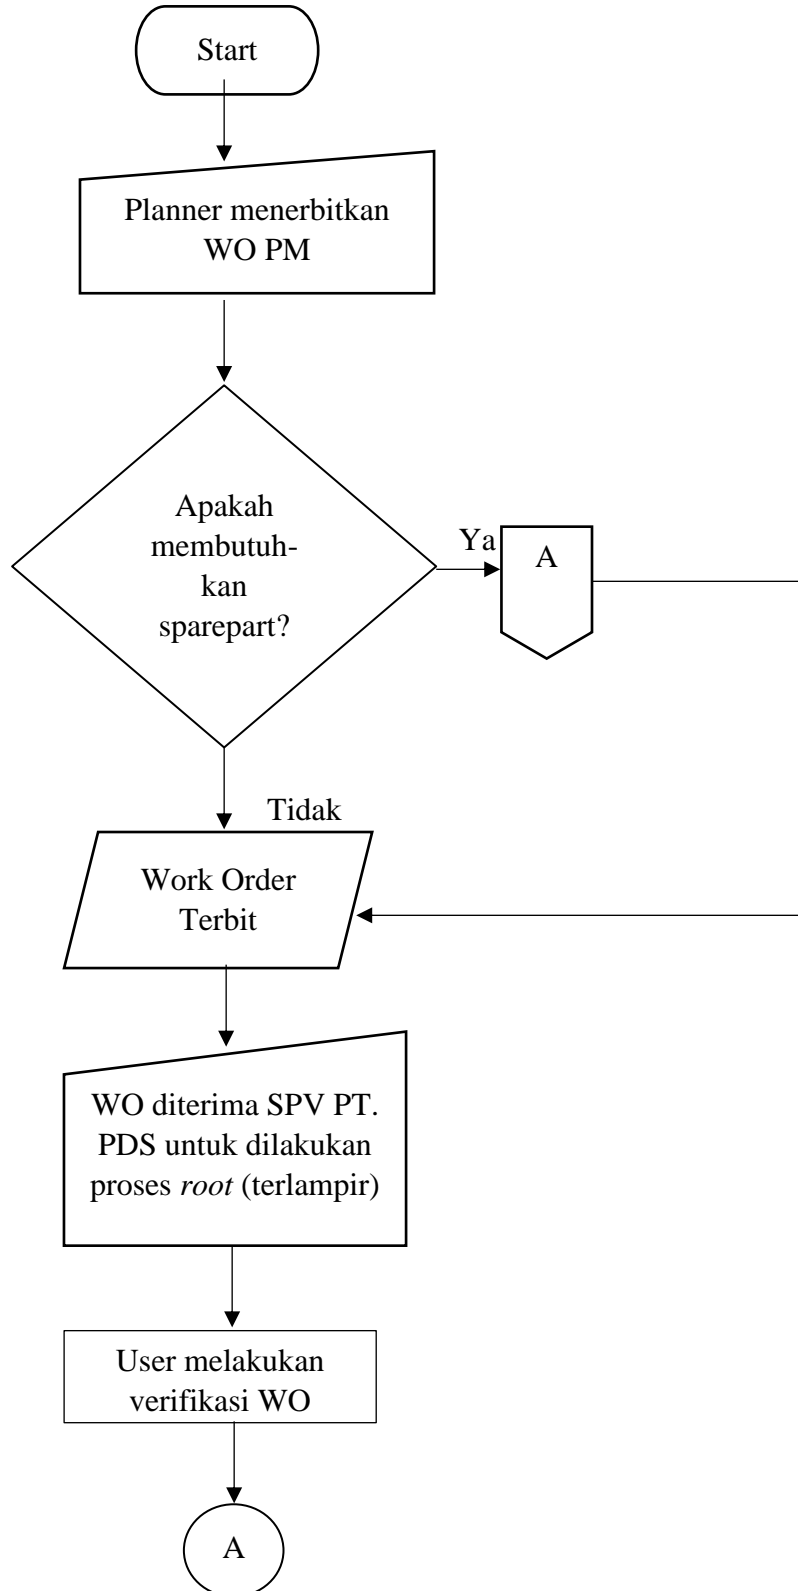 Start
Planner menerbitkan
WO PM
Apakah
membutuh-
kan
sparepart?
Ya
A
Tidak
Work Order
Terbit
WO diterima SPV PT.
PDS untuk dilakukan
proses root (terlampir)
User melakukan
verifikasi WO
A